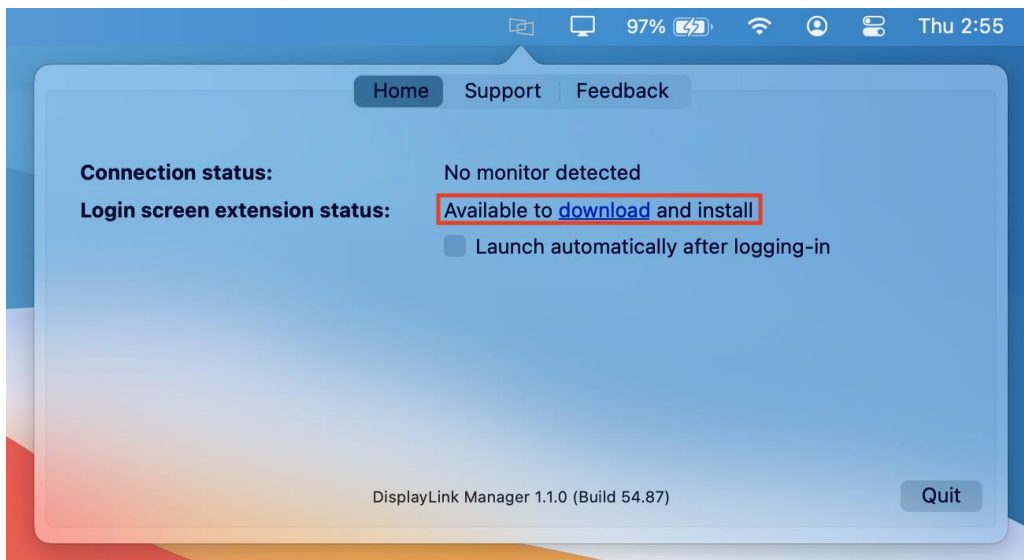 97% Thu 2:55
Home Support Feedback
Connection status: No monitor detected
Login screen extension status: Available to download and install
Launch automatically after logging-in
DisplayLink Manager 1.1.0 (Build 54.87) Quit